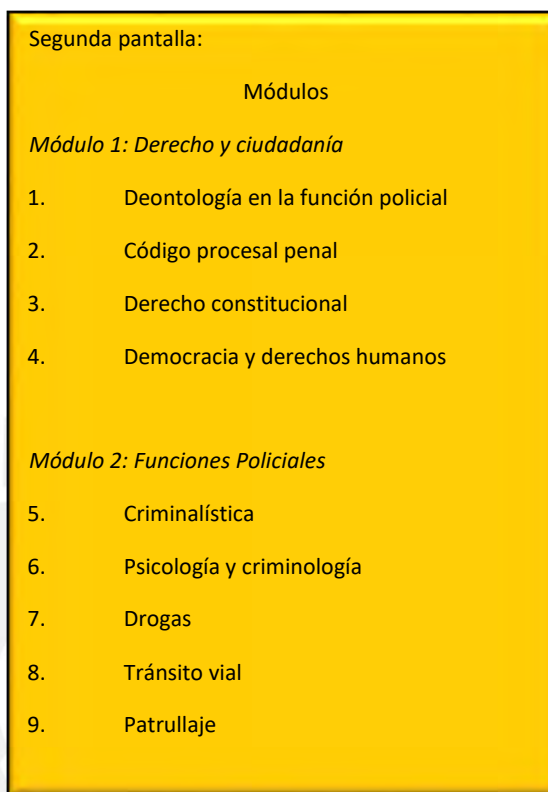 Segunda pantalla:
Módulos
Módulo 1: Derecho y ciudadanía
1. Deontología en la función policial
2. Código procesal penal
3. Derecho constitucional
4. Democracia y derechos humanos
Módulo 2: Funciones Policiales
5. Criminalística
6. Psicología y criminología
7. Drogas
8. Tránsito vial
9. Patrullaje